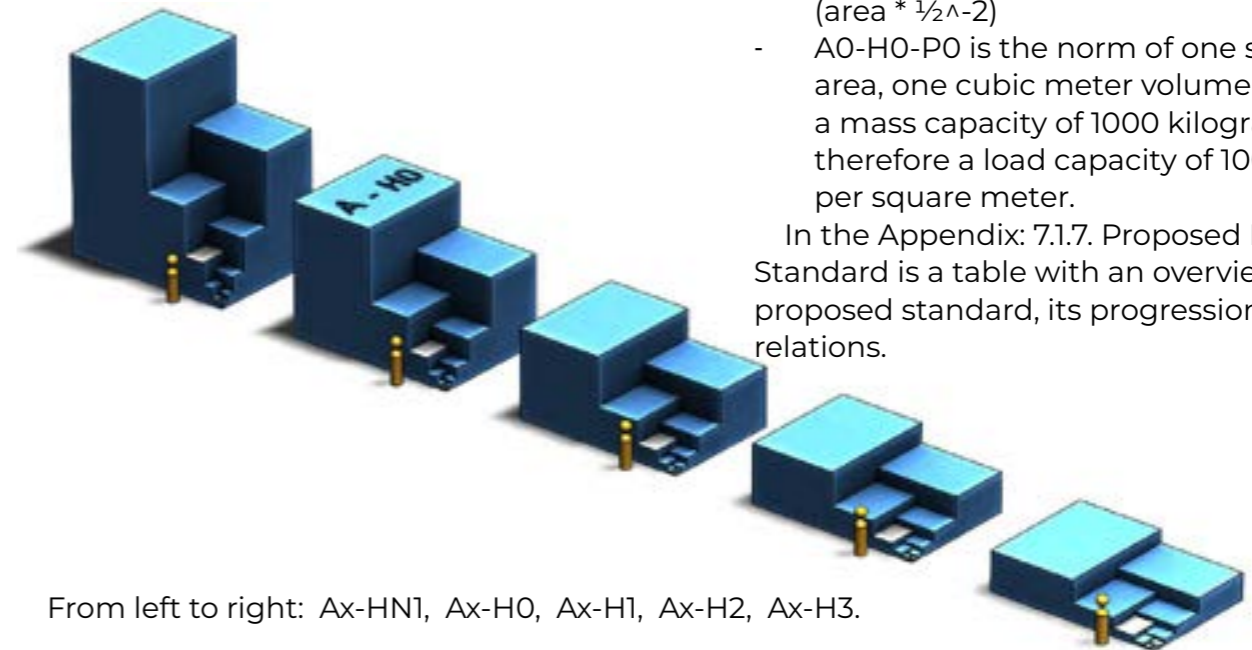 (area * ½^-2)
- A0-H0-P0 is the norm of one s
area, one cubic meter volume
a mass capacity of 1000 kilogr
therefore a load capacity of 10
per square meter.
In the Appendix: 7.1.7. Proposed
Standard is a table with an overvie
proposed standard, its progression
relations.
A - H0
From left to right: Ax-HN1, Ax-H0, Ax-H1, Ax-H2, Ax-H3.